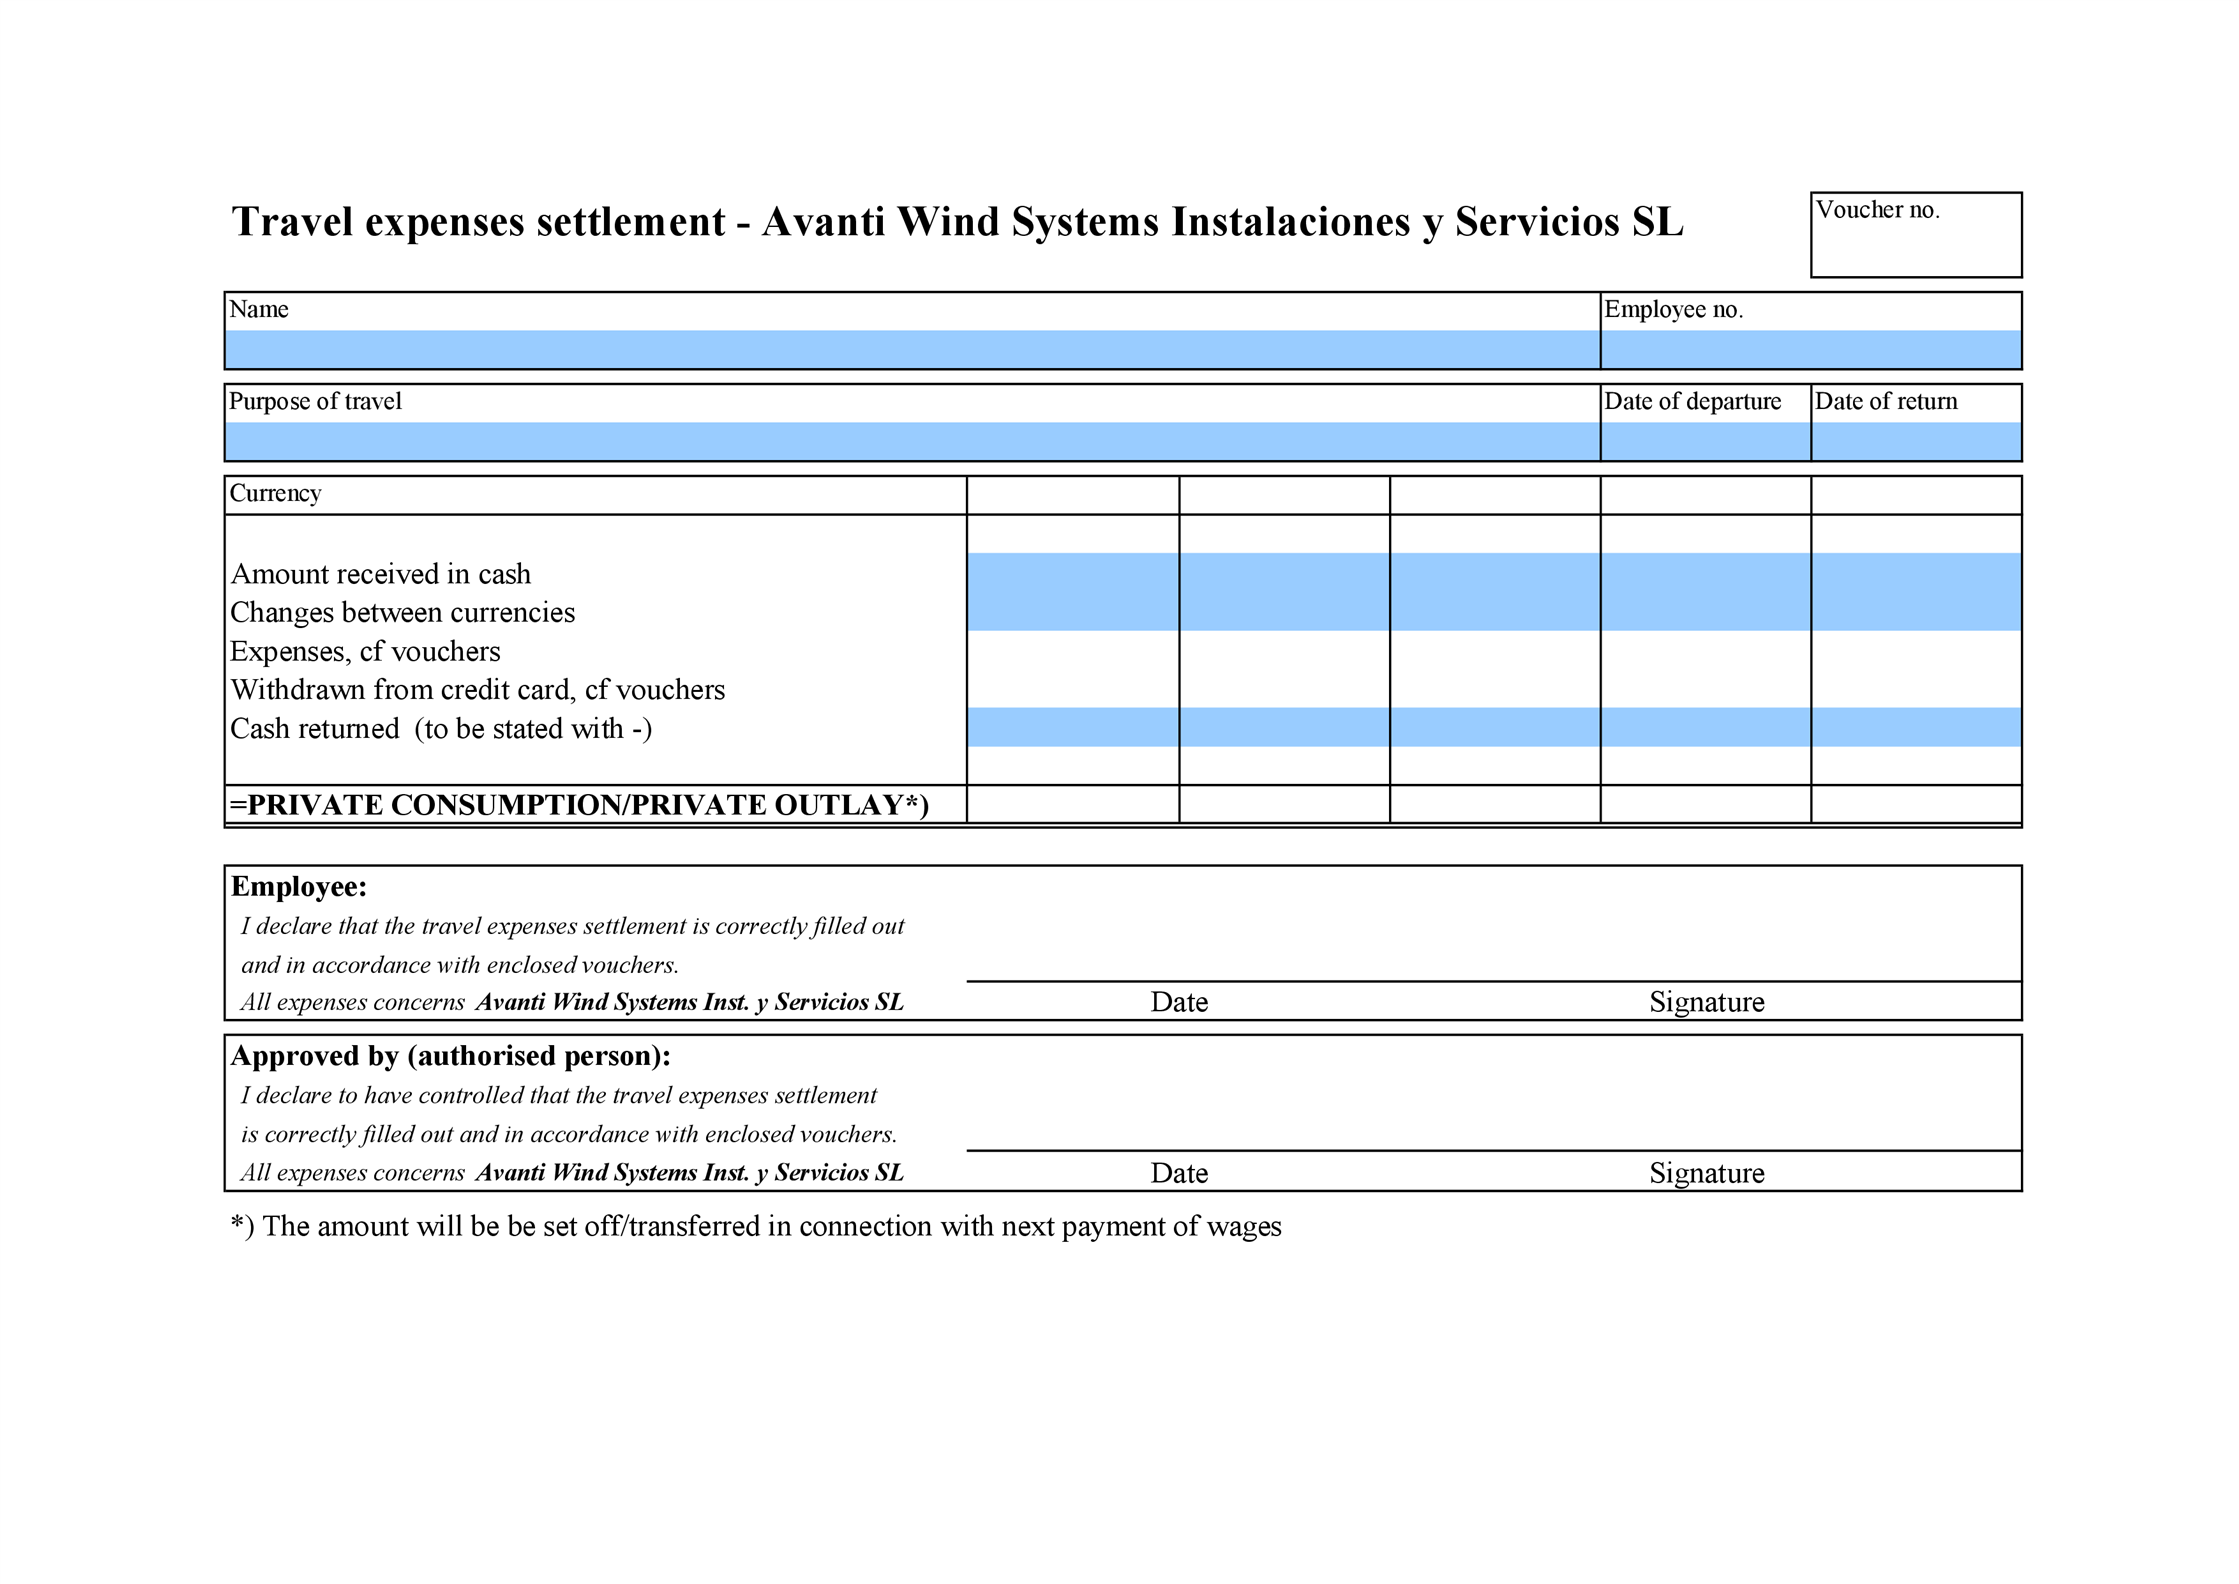 Travel expenses settlement - Avanti Wind Systems Instalaciones y Servicios SL
Voucher no.
Name
Employee no.
Purpose of travel
Date of departure
Date of return
Currency
Amount received in cash
Changes between currencies
Expenses, cf vouchers
Withdrawn from credit card, cf vouchers
Cash returned (to be stated with -)
=PRIVATE CONSUMPTION/PRIVATE OUTLAY*)
Employee:
I declare that the travel expenses settlement is correctly filled out
and in accordance with enclosed vouchers.
All expenses concerns Avanti Wind Systems Inst. y Servicios SL
Date
Signature
Approved by (authorised person):
I declare to have controlled that the travel expenses settlement
is correctly filled out and in accordance with enclosed vouchers.
All expenses concerns Avanti Wind Systems Inst. y Servicios SL
Date
Signature
*) The amount will be be set off/transferred in connection with next payment of wages